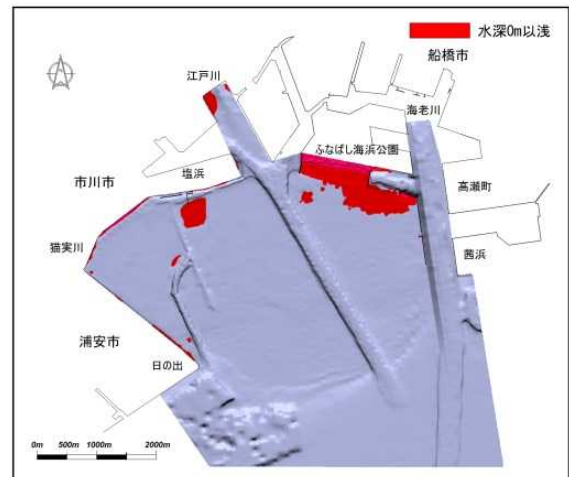 水深0m以浅
船橋市
江戸川
海老川
ふなばし海浜公園
塩浜
市川市
高瀬町
猫実川
茜浜
浦安市
日の出
0m 500m 1000m 2000m